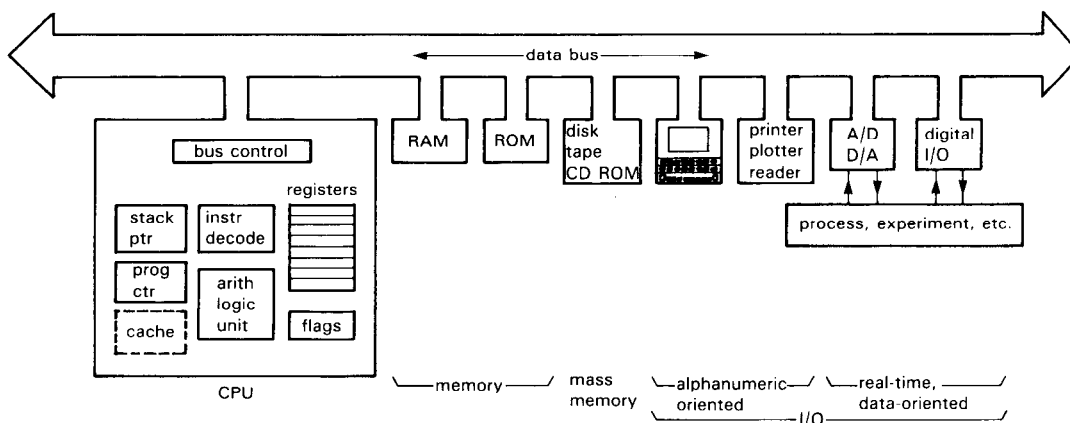 data bus
bus control
registers
stack
ptr
instr
decode
prog
ctr
arith
logic
unit
cache
flags
CPU
RAM
ROM
disk
tape
CD ROM
printer
plotter
reader
A/D
D/A
digital
I/O
process, experiment, etc.
memory
mass
memory
alphanumeric
oriented
real-time,
data-oriented
I/O